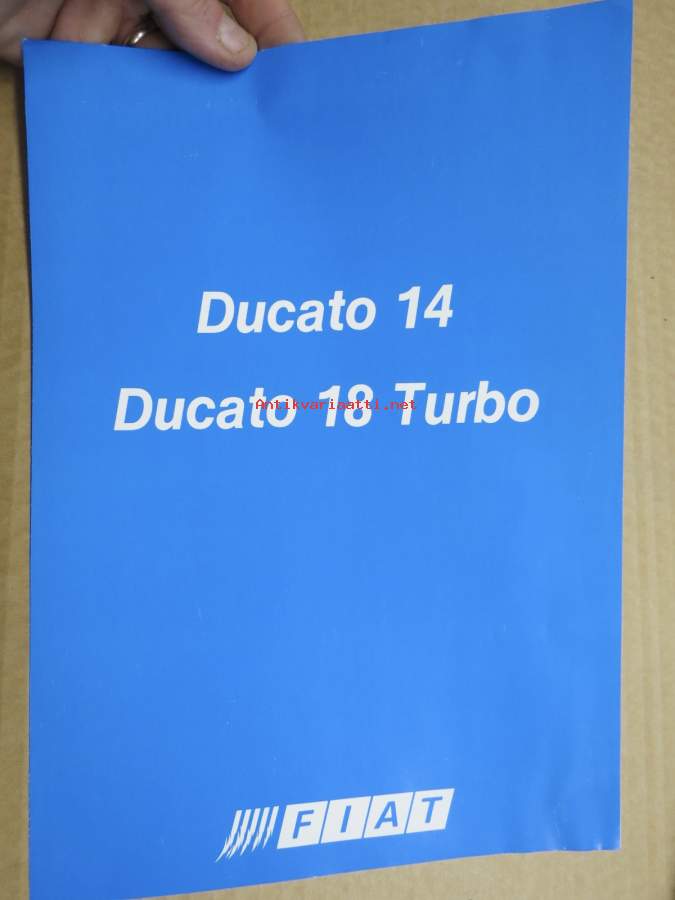 Ducato 14
Ducato 18 Turbo
Antikvariaatti.net
FIAT